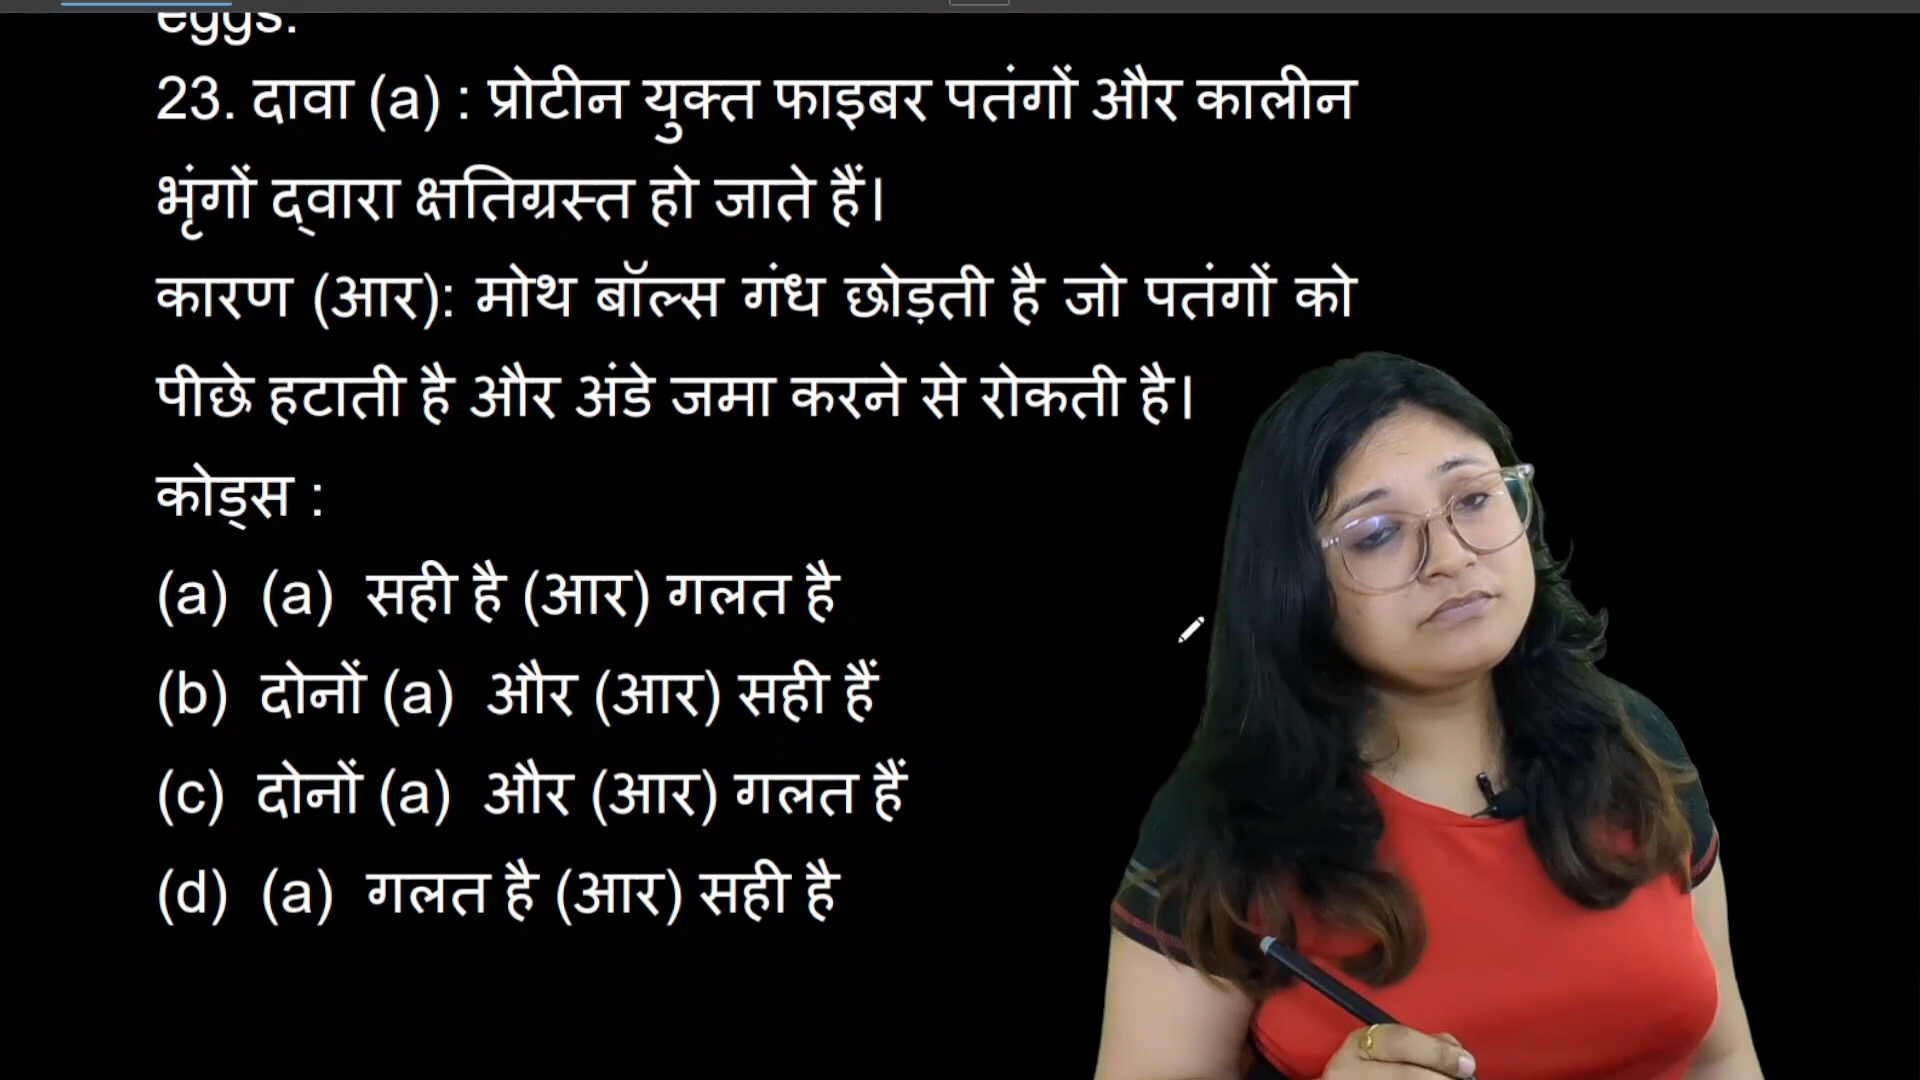 eggs.
23. दावा (a) : प्रोटीन युक्त फाइबर पतंगों और कालीन
भृंगों द्वारा क्षतिग्रस्त हो जाते हैं।
कारण (आर): मोथ बॉल्स गंध छोड़ती है जो पतंगों को
पीछे हटाती है और अंडे जमा करने से रोकती है।
कोड्स :
(a) (a) सही है (आर) गलत है
(b) दोनों (a) और (आर) सही हैं
(c) दोनों (a) और (आर) गलत हैं
(d) (a) गलत है (आर) सही है